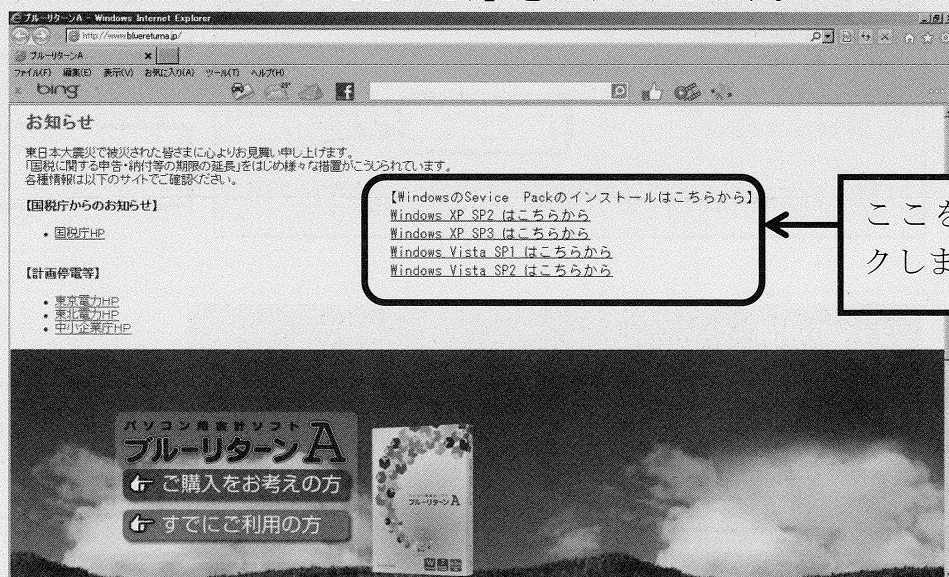 ブルーリターンA - Windows Internet Explorer
http://www.bluereturna.jp/
ブルーリターンA
ファイル(F) 編集(E) 表示(V) お気に入り(A) ツール(T) ヘルプ(H)
bing
お知らせ
東日本大震災で被災された皆さまに心よりお見舞い申し上げます。
「国税に関する申告・納付等の期限の延長」をはじめ様々な措置がこうじられています。
各種情報は以下のサイトでご確認ください。
【国税庁からのお知らせ】
・国税庁HP
【計画停電等】
・東京電力HP
・東北電力HP
・中小企業庁HP
【WindowsのSevice Packのインストールはこちらから】
Windows XP SP2 はこちらから
Windows XP SP3 はこちらから
Windows Vista SP1 はこちらから
Windows Vista SP2 はこちらから
ここを
クしま
パソコン用会計ソフト
ブルーリターンA
ご購入をお考えの方
すでにご利用の方
ブルーリターンA